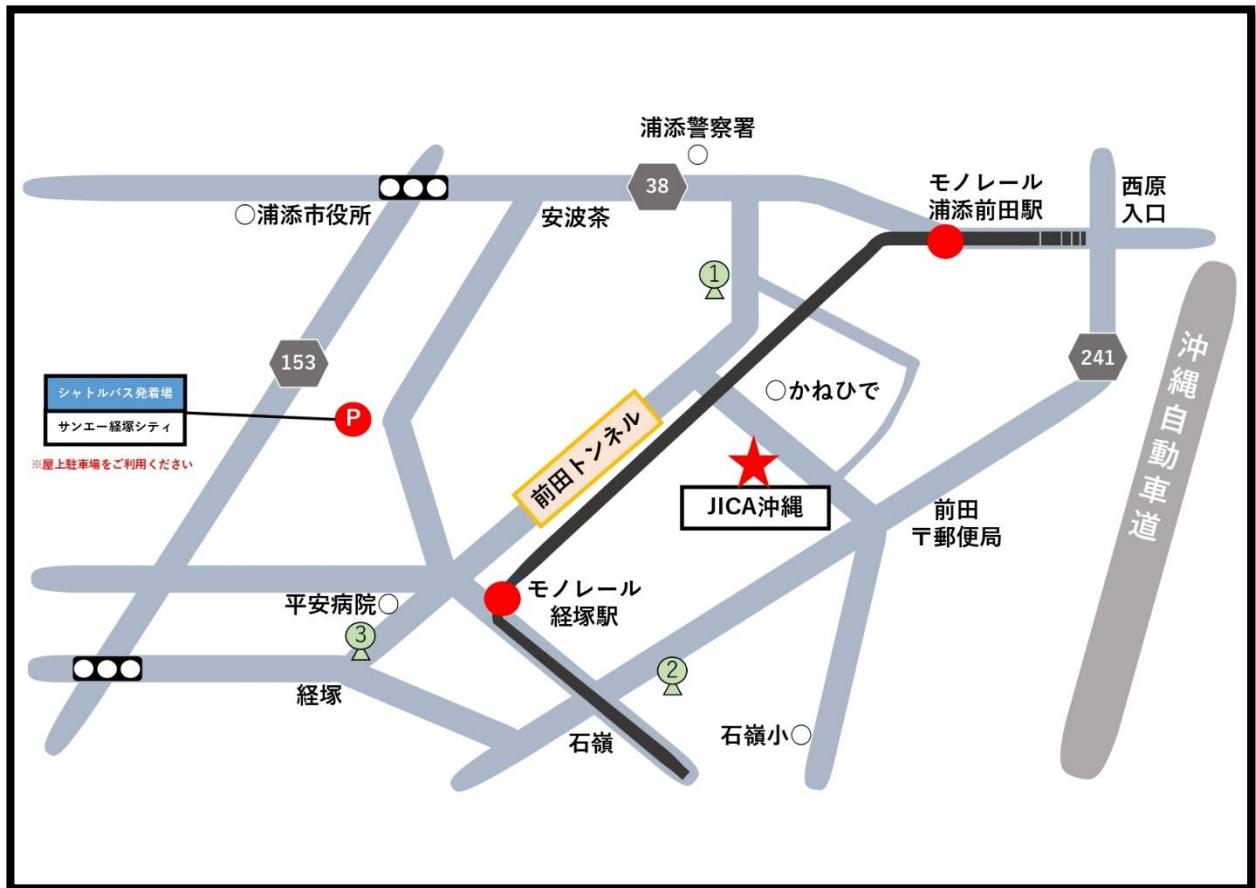 浦添警察署
○
38
モノレール
浦添前田駅
西原
入口
○浦添市役所
安波茶
1
153
241
沖縄自動車道
シャトルバス発着場
サンエー経塚シティ
※屋上駐車場をご利用ください
P
○かねひで
前田トンネル
JICA沖縄
前田
〒郵便局
平安病院○
モノレール
経塚駅
3
2
経塚
石嶺
石嶺小○